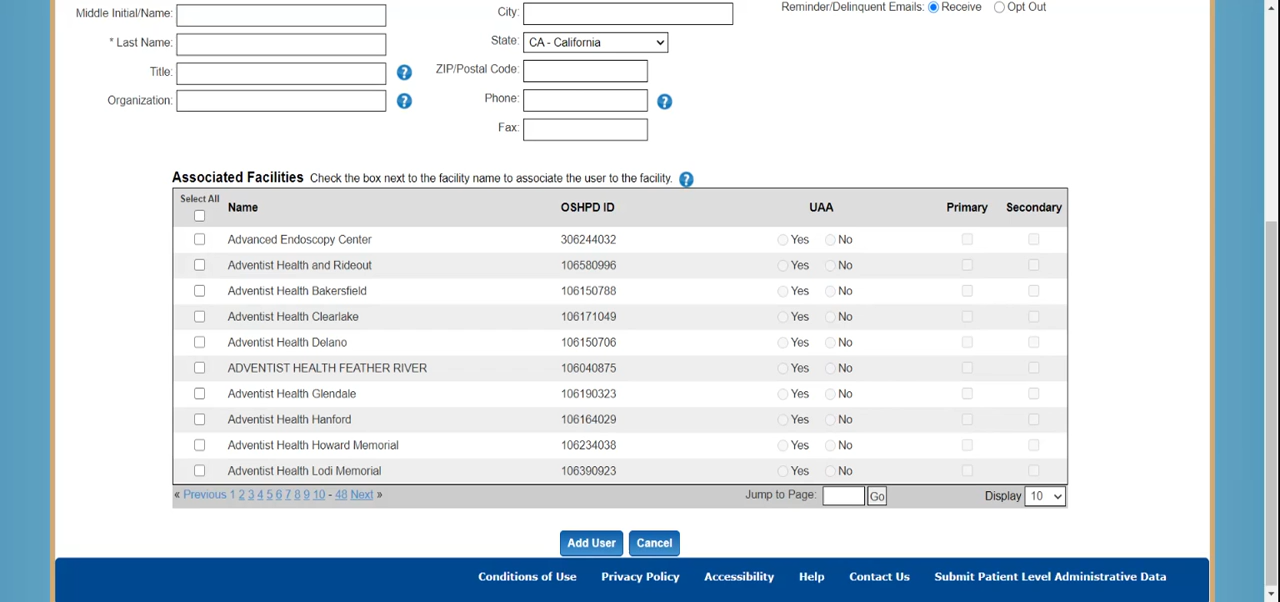 Middle Initial/Name: City: Reminder/Delinquent Emails: Receive Opt Out
* Last Name: State: CA - California
Title: ? ZIP/Postal Code:
Organization: ? Phone: ?
Fax:
Associated Facilities Check the box next to the facility name to associate the user to the facility. ?
Select All Name OSHPD ID UAA Primary Secondary
Advanced Endoscopy Center 306244032 Yes No
Adventist Health and Rideout 106580996 Yes No
Adventist Health Bakersfield 106150788 Yes No
Adventist Health Clearlake 106171049 Yes No
Adventist Health Delano 106150706 Yes No
ADVENTIST HEALTH FEATHER RIVER 106040875 Yes No
Adventist Health Glendale 106190323 Yes No
Adventist Health Hanford 106164029 Yes No
Adventist Health Howard Memorial 106234038 Yes No
Adventist Health Lodi Memorial 106390923 Yes No
« Previous 1 2 3 4 5 6 7 8 9 10 - 48 Next » Jump to Page: Go Display 10
Add User Cancel
Conditions of Use Privacy Policy Accessibility Help Contact Us Submit Patient Level Administrative Data